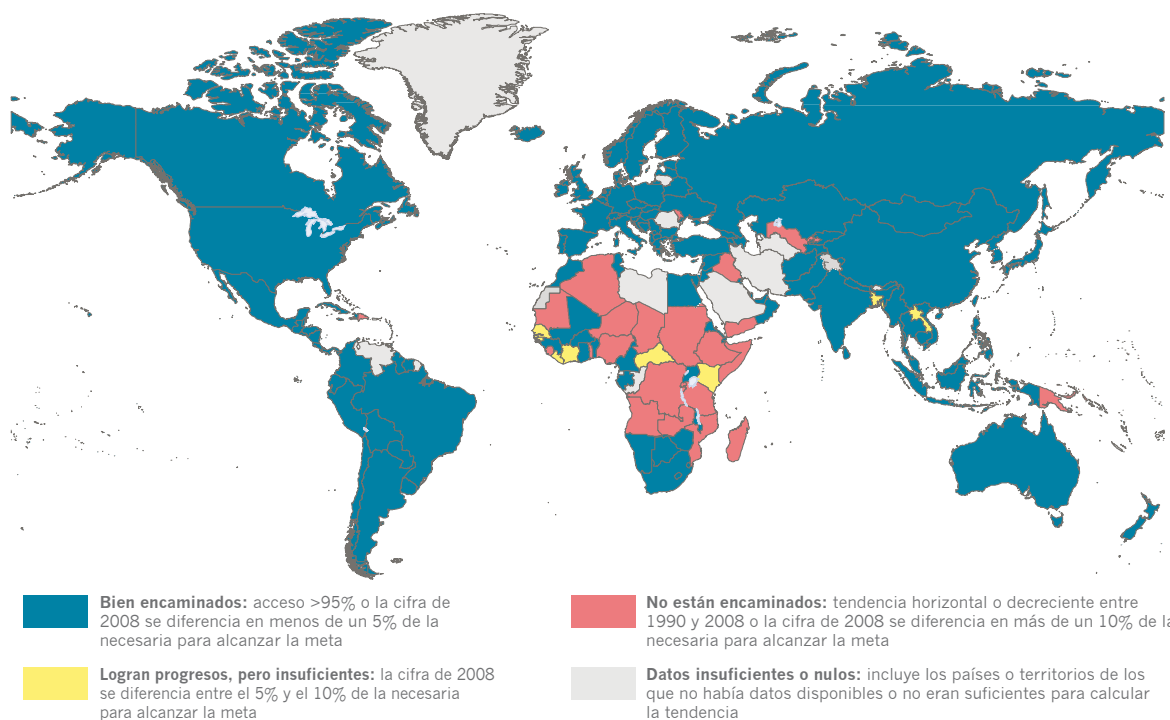 Bien encaminados: acceso >95% o la cifra de
2008 se diferencia en menos de un 5% de la
necesaria para alcanzar la meta
Logran progresos, pero insuficientes: la cifra de 2008
se diferencia entre el 5% y el 10% de la necesaria
para alcanzar la meta
No están encaminados: tendencia horizontal o decreciente entre
1990 y 2008 o la cifra de 2008 se diferencia en más de un 10% de la
necesaria para alcanzar la meta
Datos insuficientes o nulos: incluye los países o territorios de los
que no había datos disponibles o no eran suficientes para calcular
la tendencia